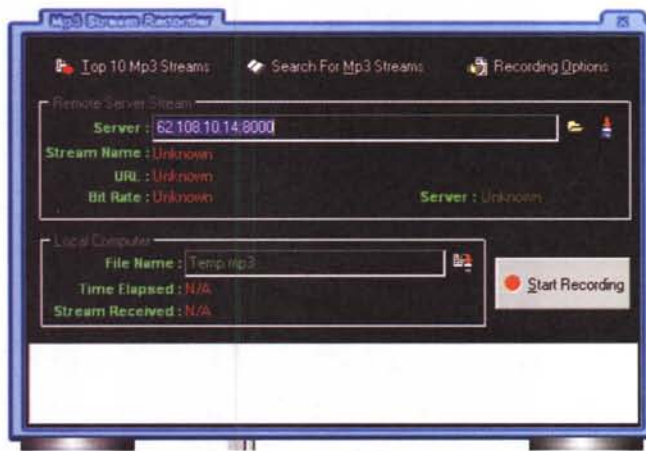 Mp3 Stream Recorder
Top 10 Mp3 Streams
Search For Mp3 Streams
Recording Options
Remote Server Stream
Server : 62.108.10.14:8000
Stream Name : Unknown
URL : Unknown
Bit Rate : Unknown
Server : Unknown
Local Computer
File Name : Temp.mp3
Time Elapsed : N/A
Stream Received : N/A
Start Recording